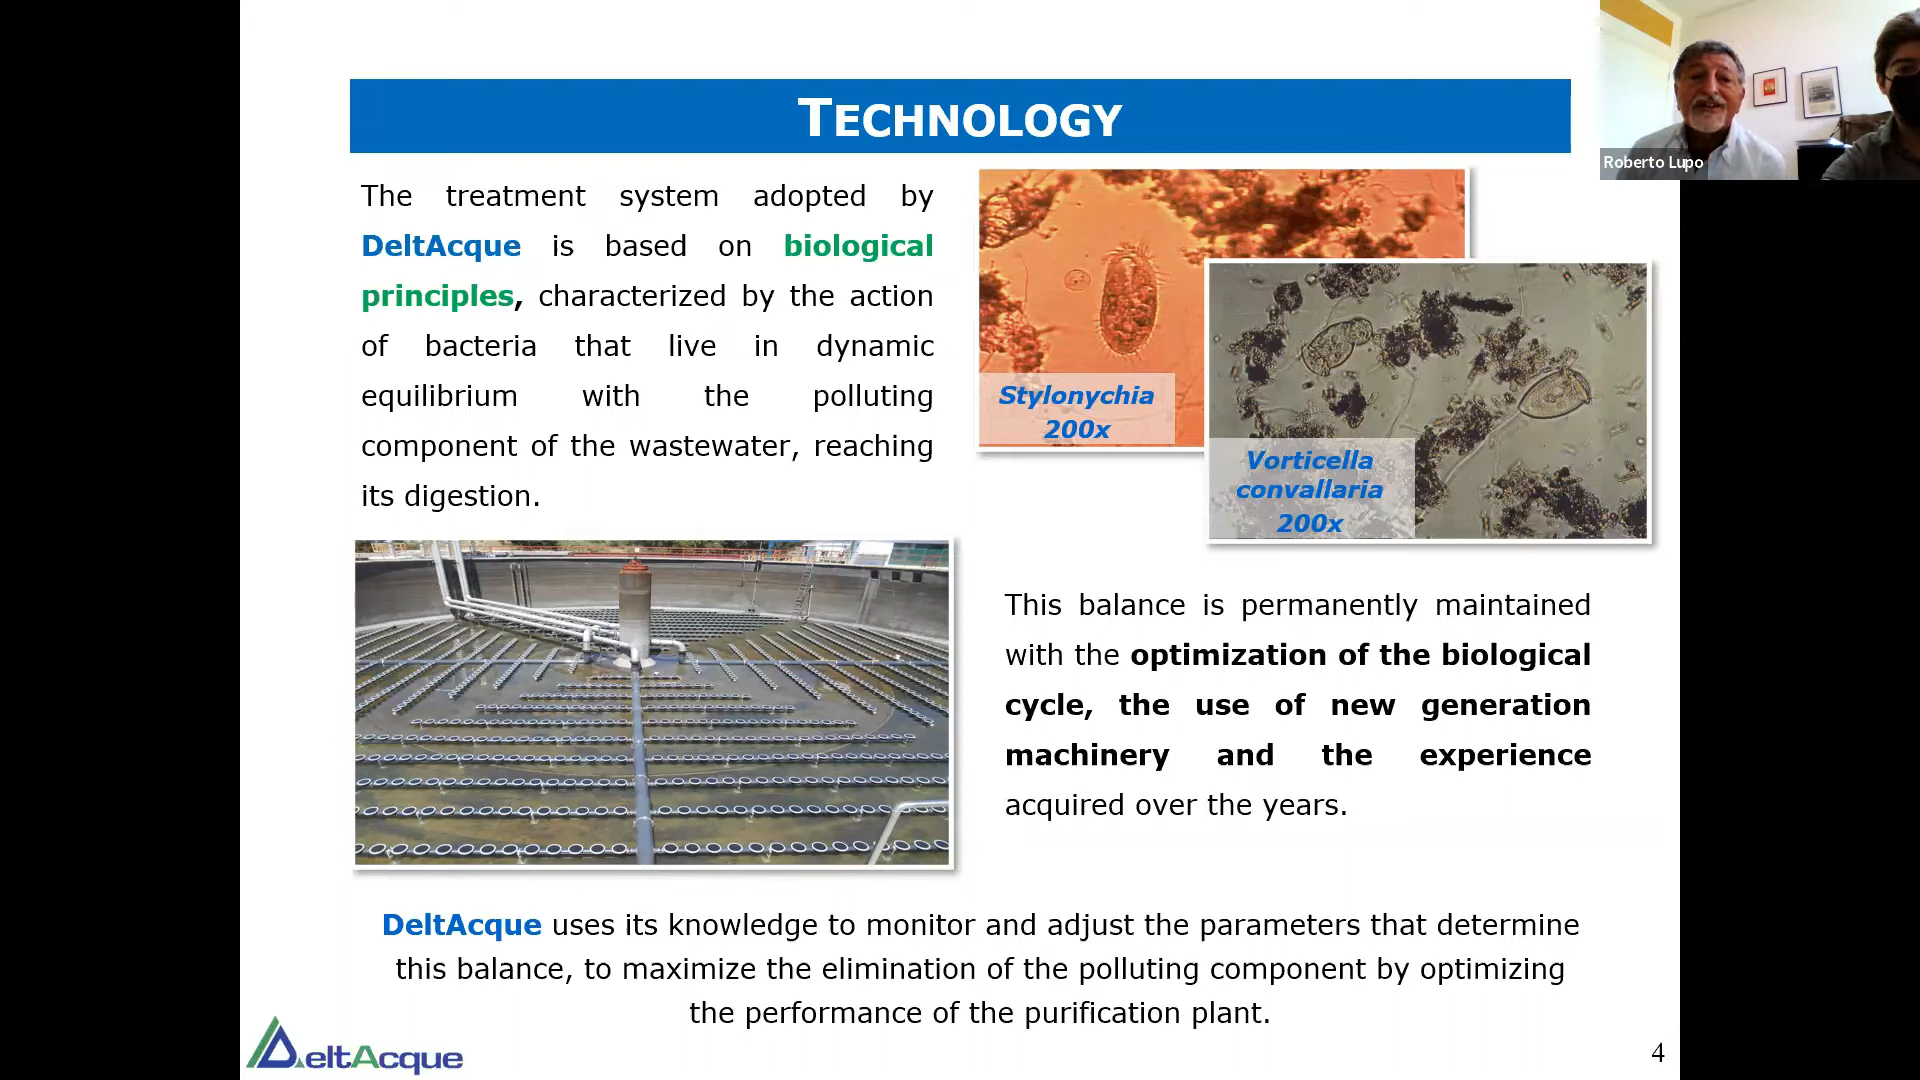 TECHNOLOGY
Roberto Lupo
The treatment system adopted by
DeltAcque is based on biological
principles, characterized by the action
of bacteria that live in dynamic
equilibrium with the polluting
component of the wastewater, reaching
its digestion.
Stylonychia
200x
Vorticella
convallaria
200x
This balance is permanently maintained
with the optimization of the biological
cycle, the use of new generation
machinery and the experience
acquired over the years.
DeltAcque uses its knowledge to monitor and adjust the parameters that determine
this balance, to maximize the elimination of the polluting component by optimizing
the performance of the purification plant.
DeltAcque
4